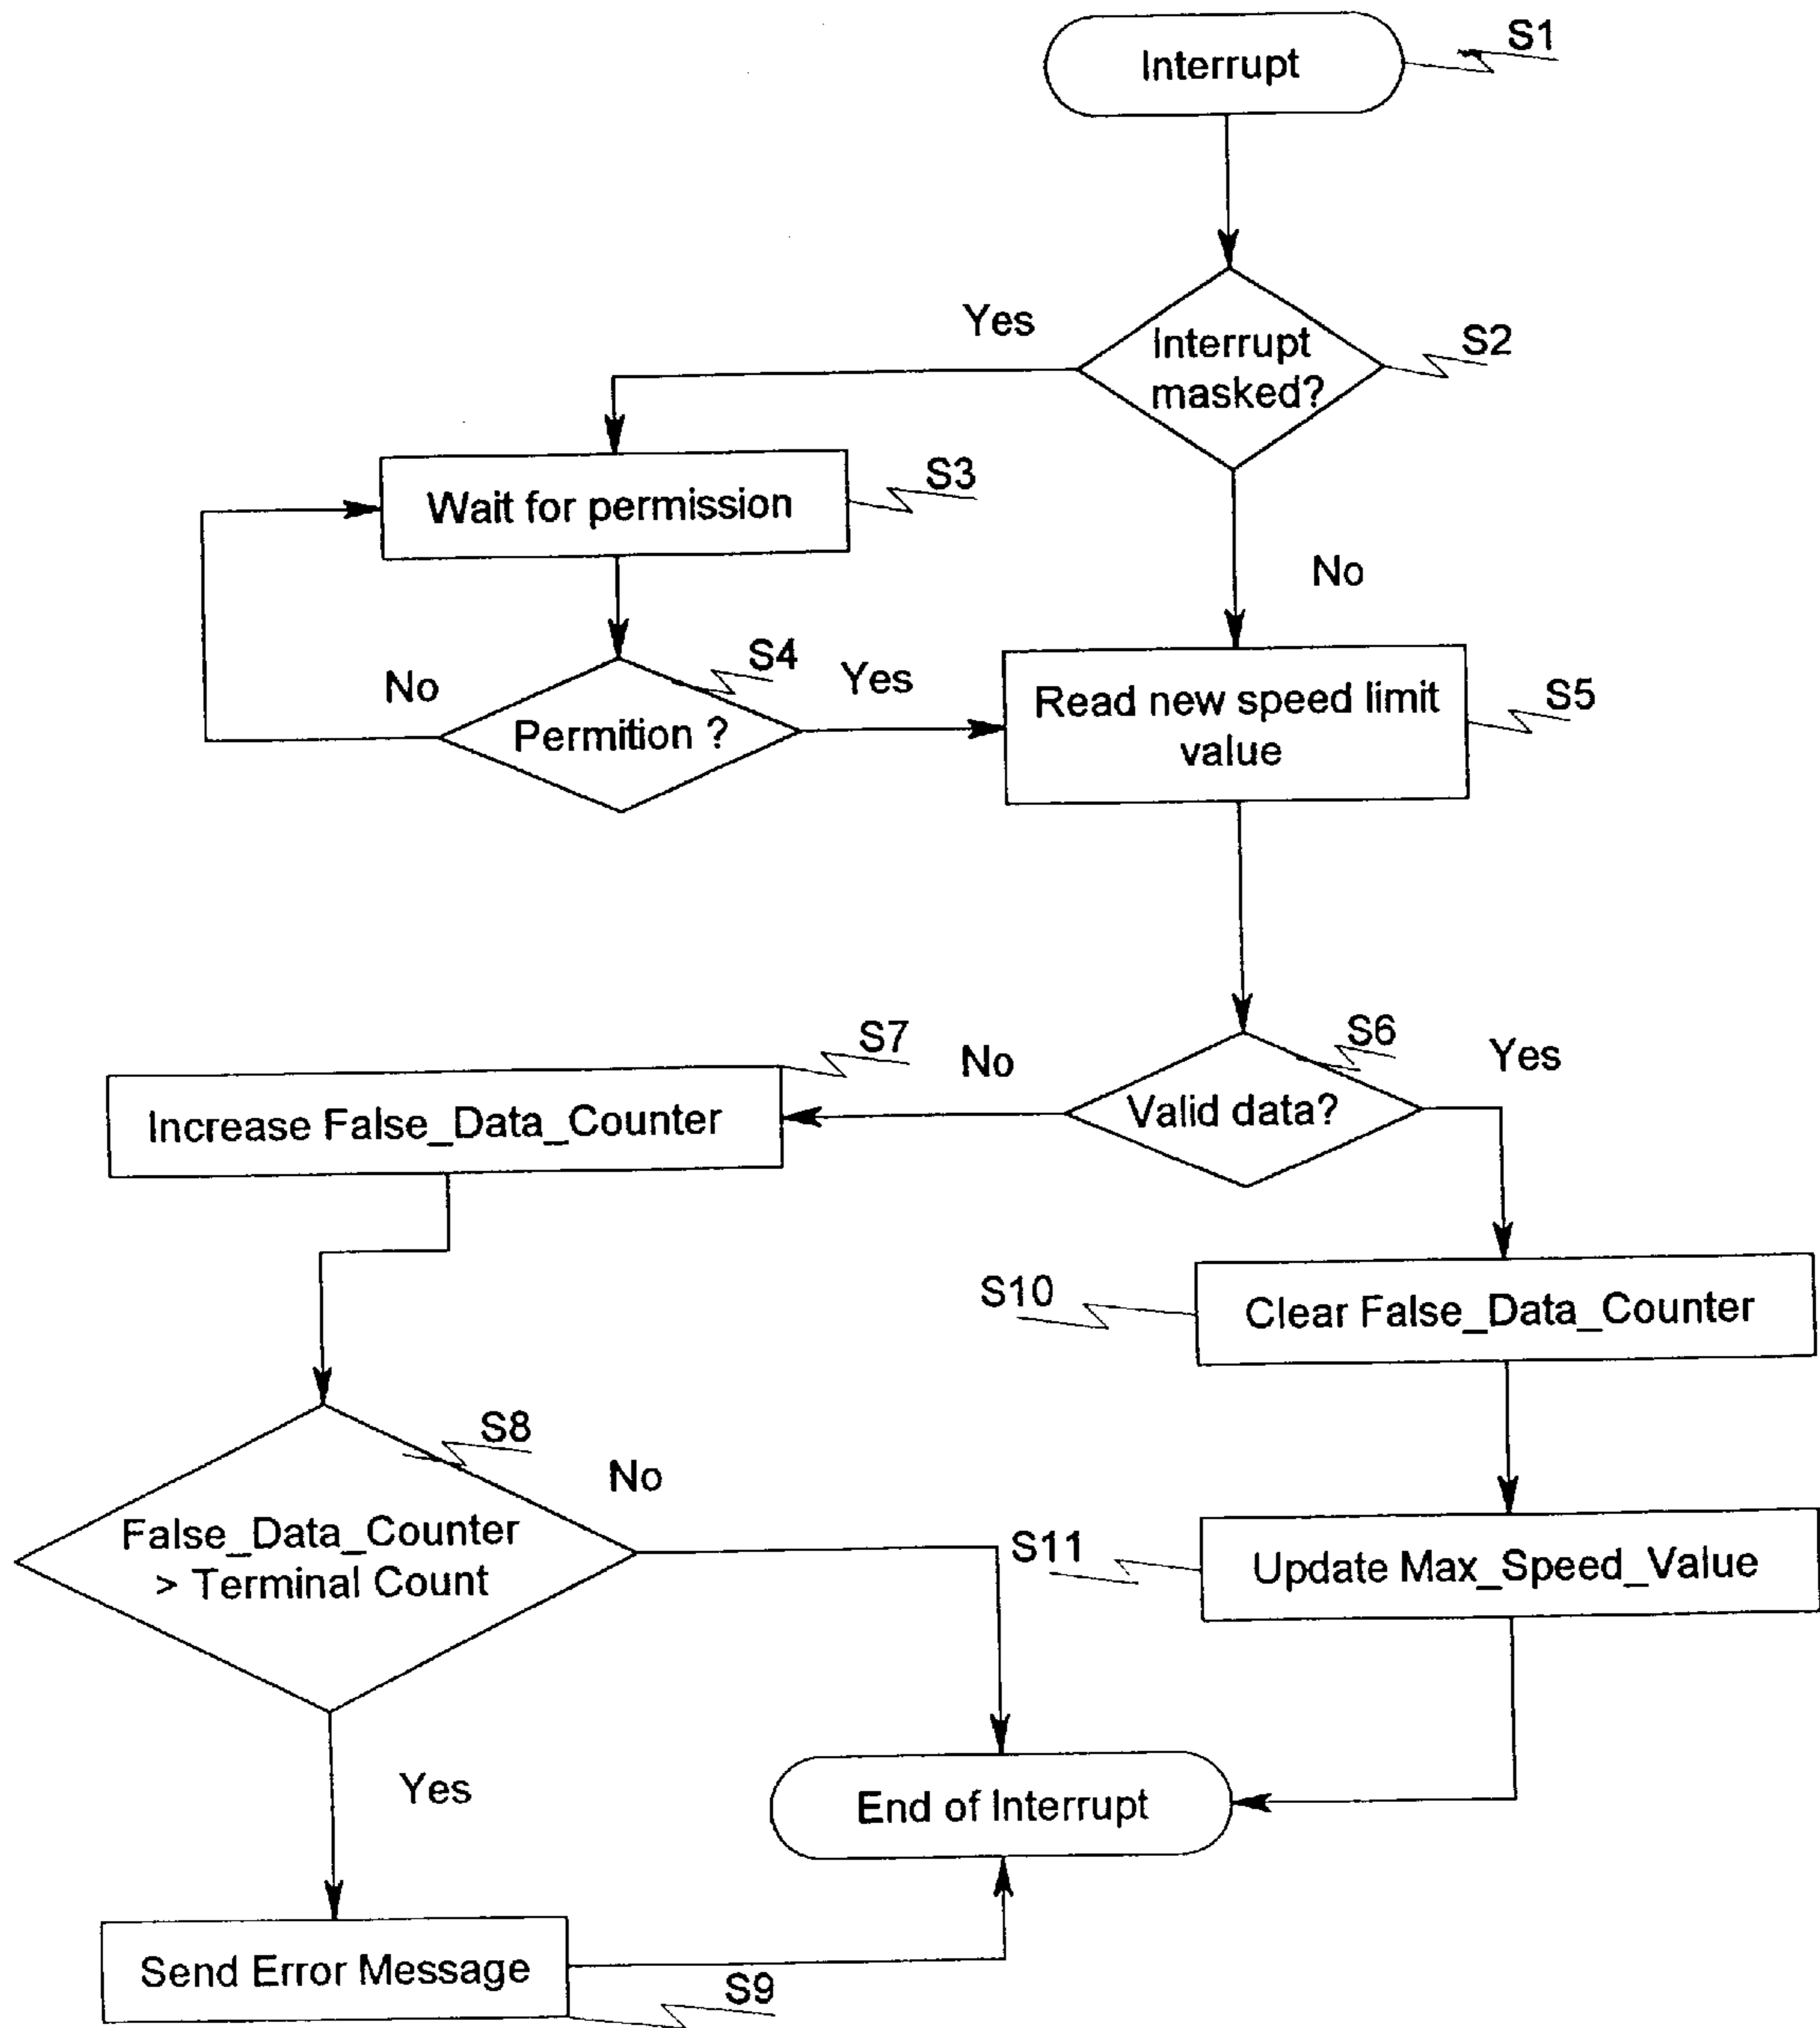 Interrupt
S1
Yes
Interrupt
masked?
S2
Wait for permission
S3
No
No
Permition ?
S4
Yes
Read new speed limit
value
S5
Increase False_Data_Counter
S7
No
Valid data?
S6
Yes
S10
Clear False_Data_Counter
False_Data_Counter
> Terminal Count
S8
No
S11
Update Max_Speed_Value
Yes
End of Interrupt
Send Error Message
S9